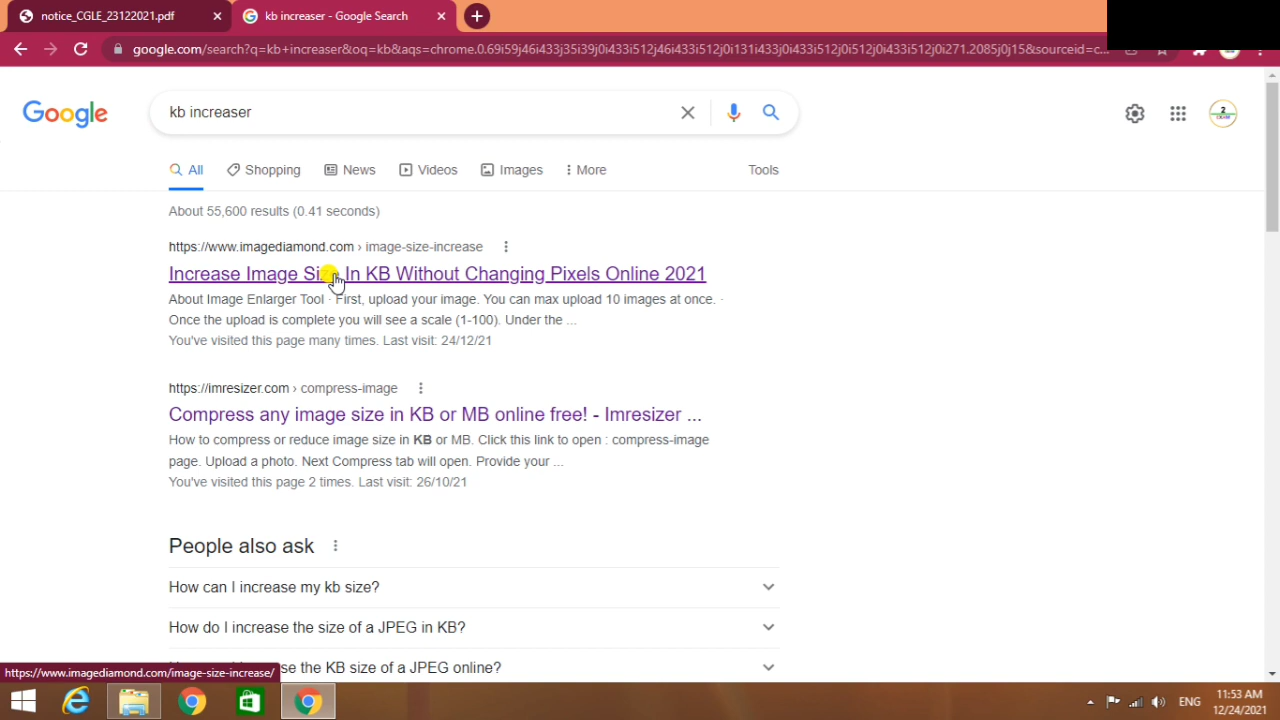 notice_CGLE_23122021.pdf
kb increaser - Google Search
google.com/search?q=kb+increaser&oq=kb&aqs=chrome.0.69i59j46i433j35i39j0i433i512j46i433i512j0i131i433j0i433i512j0i512j0i512j0i271.2085j0j15&sourceid=c...
Google
kb increaser
All
Shopping
News
Videos
Images
More
Tools
2
About 55,600 results (0.41 seconds)
https://www.imagediamond.com › image-size-increase
Increase Image Size In KB Without Changing Pixels Online 2021
About Image Enlarger Tool · First, upload your image. You can max upload 10 images at once. ·
Once the upload is complete you will see a scale (1-100). Under the ...
You've visited this page many times. Last visit: 24/12/21
https://imresizer.com › compress-image
Compress any image size in KB or MB online free! - Imresizer ...
How to compress or reduce image size in KB or MB. Click this link to open : compress-image
page. Upload a photo. Next Compress tab will open. Provide your ...
You've visited this page 2 times. Last visit: 26/10/21
People also ask
How can I increase my kb size?
How do I increase the size of a JPEG in KB?
se the KB size of a JPEG online?
https://www.imagediamond.com/image-size-increase/
ENG
11:53 AM
12/24/2021